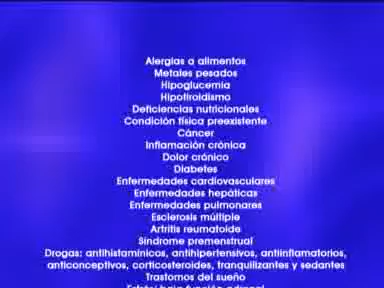 Alergias a alimentos
Metales pesados
Hipoglucemia
Hipotiroidismo
Deficiencias nutricionales
Condición física preexistente
Cáncer
Inflamación crónica
Dolor crónico
Diabetes
Enfermedades cardiovasculares
Enfermedades hepáticas
Enfermedades pulmonares
Esclerosis múltiple
Artritis reumatoide
Síndrome premenstrual
Drogas: antihistamínicos, antihipertensivos, antiinflamatorios,
anticonceptivos, corticosteroides, tranquilizantes y sedantes
Trastornos del sueño